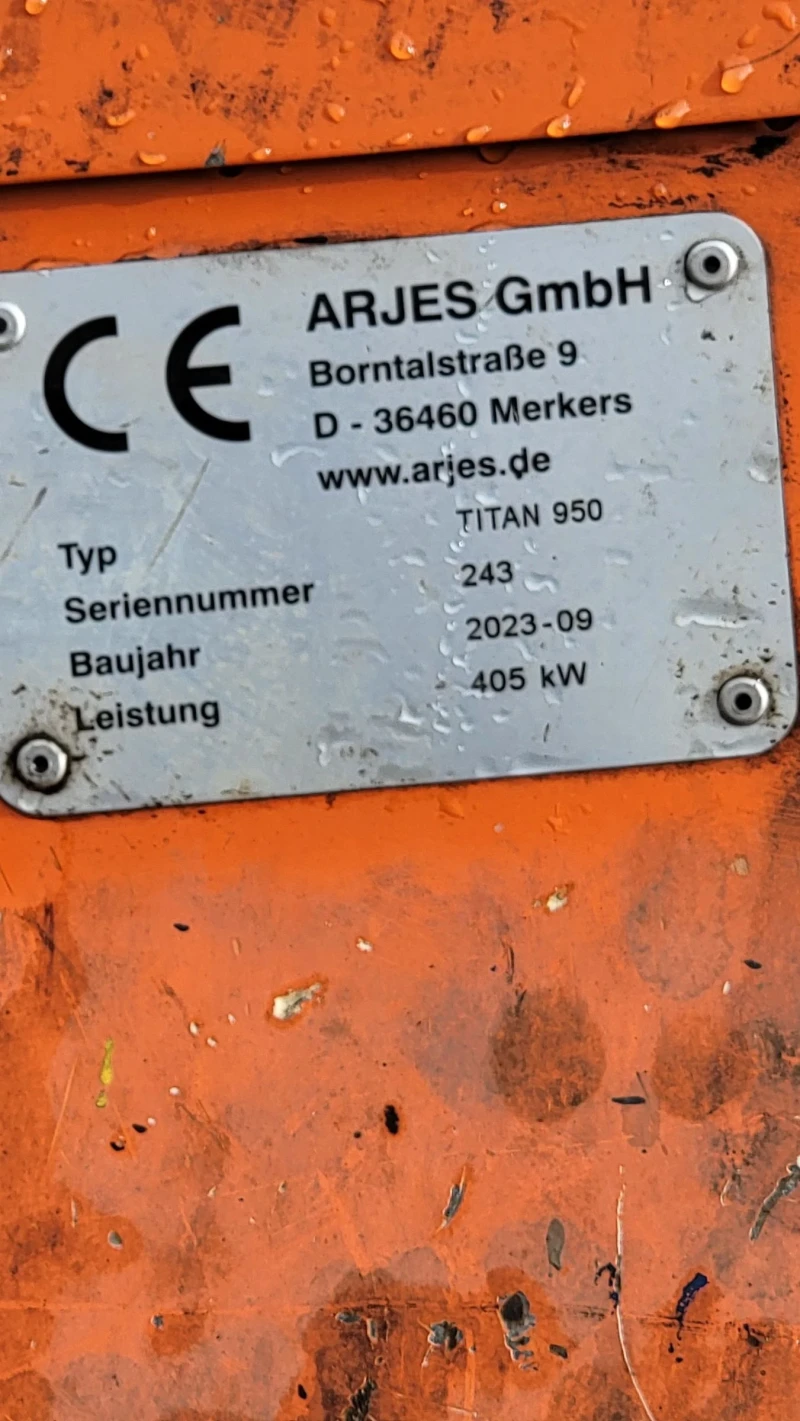 CE
ARJES GmbH
Borntalstraße 9
D - 36460 Merkers
www.arjes.de
Typ TITAN 950
Seriennummer 243
Baujahr 2023-09
Leistung 405 kW